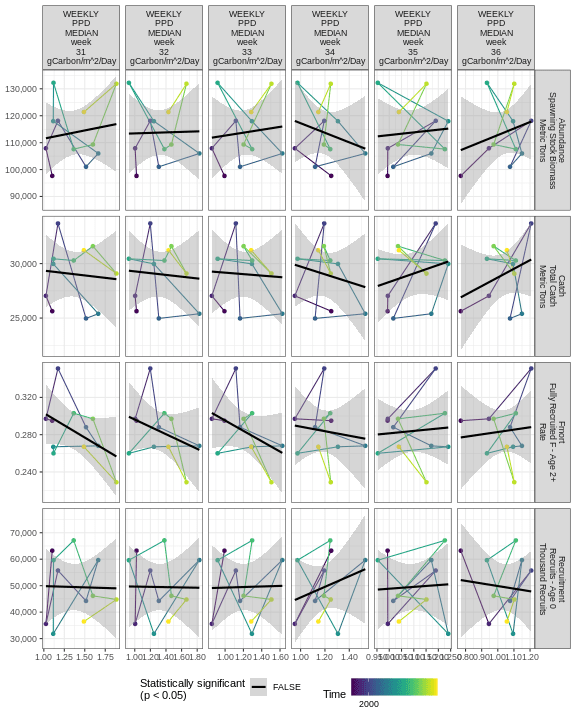 WEEKLY
PPD
MEDIAN
week
31
gCarbon/m^2/Day
WEEKLY
PPD
MEDIAN
week
32
gCarbon/m^2/Day
WEEKLY
PPD
MEDIAN
week
33
gCarbon/m^2/Day
WEEKLY
PPD
MEDIAN
week
34
gCarbon/m^2/Day
WEEKLY
PPD
MEDIAN
week
35
gCarbon/m^2/Day
WEEKLY
PPD
MEDIAN
week
36
gCarbon/m^2/Day
130,000
120,000
110,000
100,000
90,000
Abundance
Spawning Stock Biomass
Metric Tons
30,000
25,000
Catch
Total Catch
Metric Tons
0.320
0.280
0.240
Fmort
Fully Recruited F - Age 2+
Rate
70,000
60,000
50,000
40,000
30,000
Recruitment
Recruits - Age 0
Thousand Recruits
1.00 1.25 1.50 1.75
1.00 1.20 1.40 1.60 1.80
1.00 1.20 1.40 1.60
1.00 1.20 1.40
0.80 0.90 1.00 1.10 1.20
Statistically significant
(p < 0.05)
FALSE
Time
2000